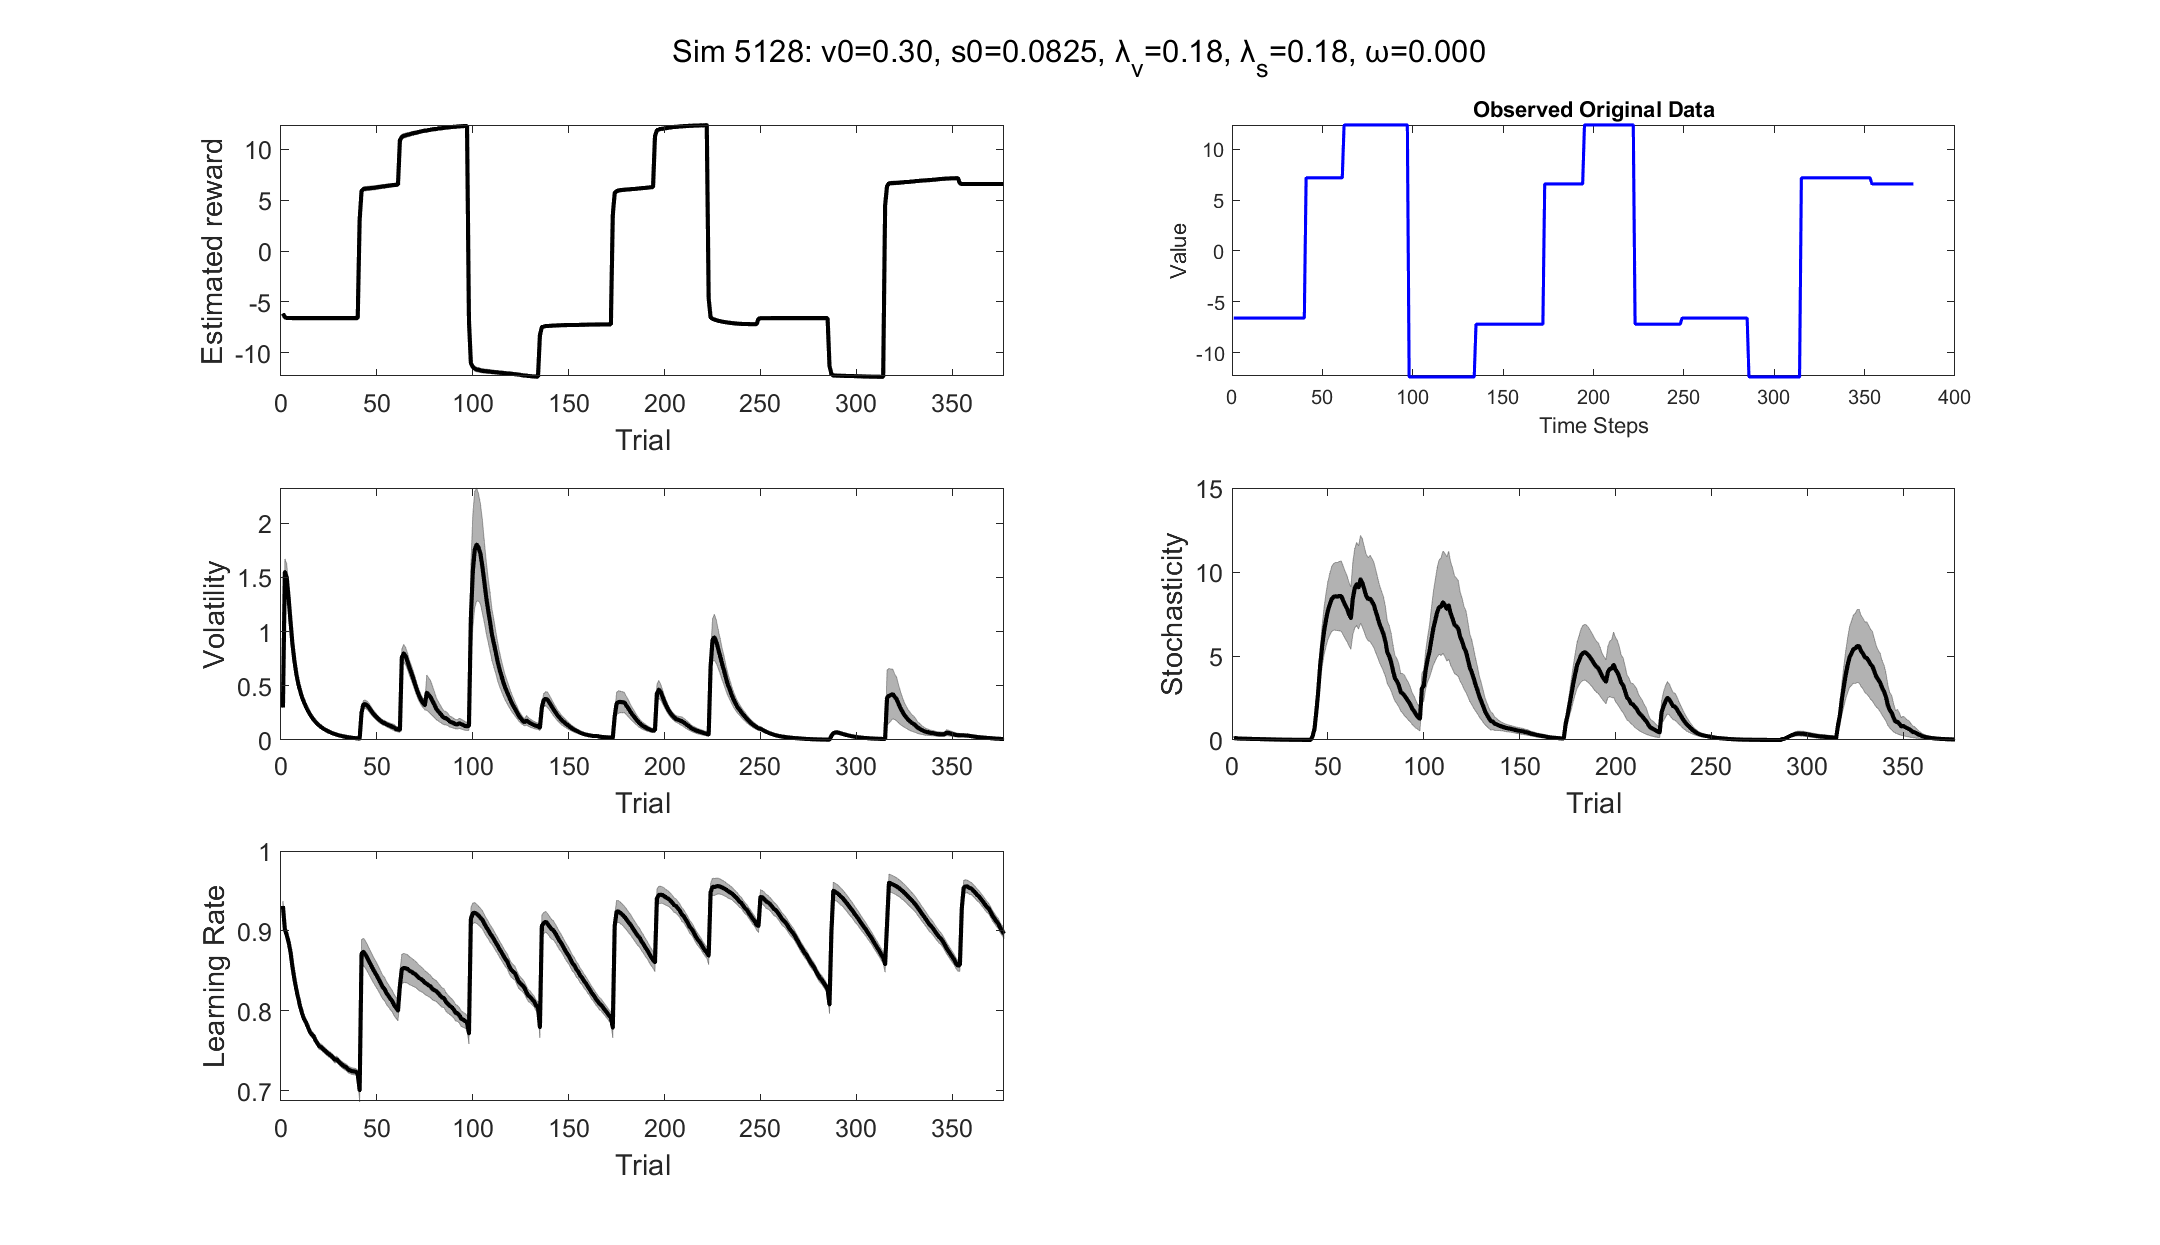 Sim 5128: v0=0.30, s0=0.0825, λ_v=0.18, λ_s=0.18, ω=0.000
Estimated reward
10
5
0
-5
-10
0 50 100 150 200 250 300 350
Trial
Observed Original Data
Value
10
5
0
-5
-10
0 50 100 150 200 250 300 350 400
Time Steps
Volatility
2
1.5
1
0.5
0
0 50 100 150 200 250 300 350
Trial
Stochasticity
15
10
5
0
0 50 100 150 200 250 300 350
Trial
Learning Rate
1
0.9
0.8
0.7
0 50 100 150 200 250 300 350
Trial